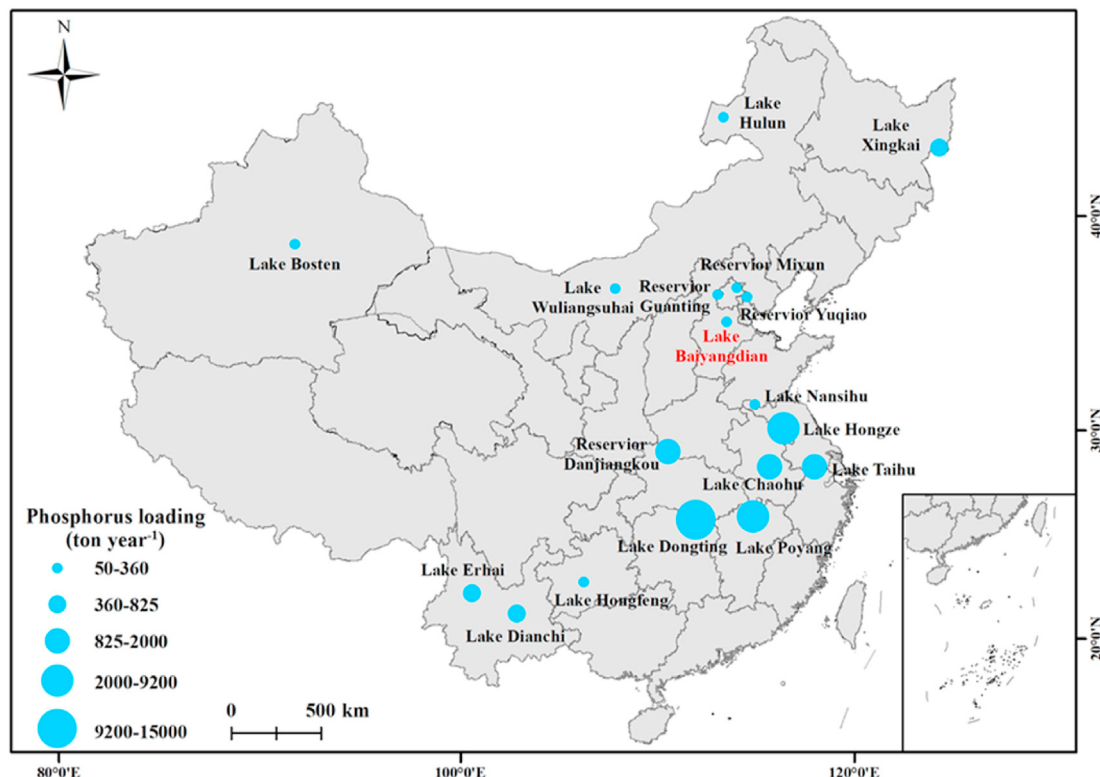 N
Lake
Hulun
Lake
Xingkai
40°0'N
Lake Bosten
Reservior Miyun
Lake
Wuliangsuhai
Reservior
Guanting
Reservior Yuqiao
Lake
Baiyangdian
Lake Nansihu
Lake Hongze
30°0'N
Reservior
Danjiangkou
Lake Taihu
Lake Chaohu
Lake Dongting
Lake Poyang
Phosphorus loading
(ton year⁻¹)
50-360
360-825
825-2000
2000-9200
9200-15000
Lake Erhai
Lake Hongfeng
Lake Dianchi
20°0'N
0
500 km
80°0'E
100°0'E
120°0'E